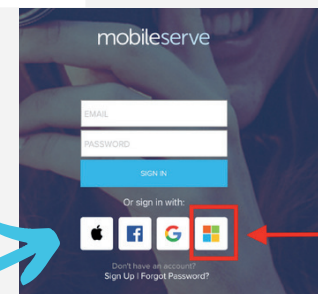 mobileserve
EMAIL
PASSWORD
SIGN IN
Or sign in with:
Don't have an account?
Sign Up | Forgot Password?